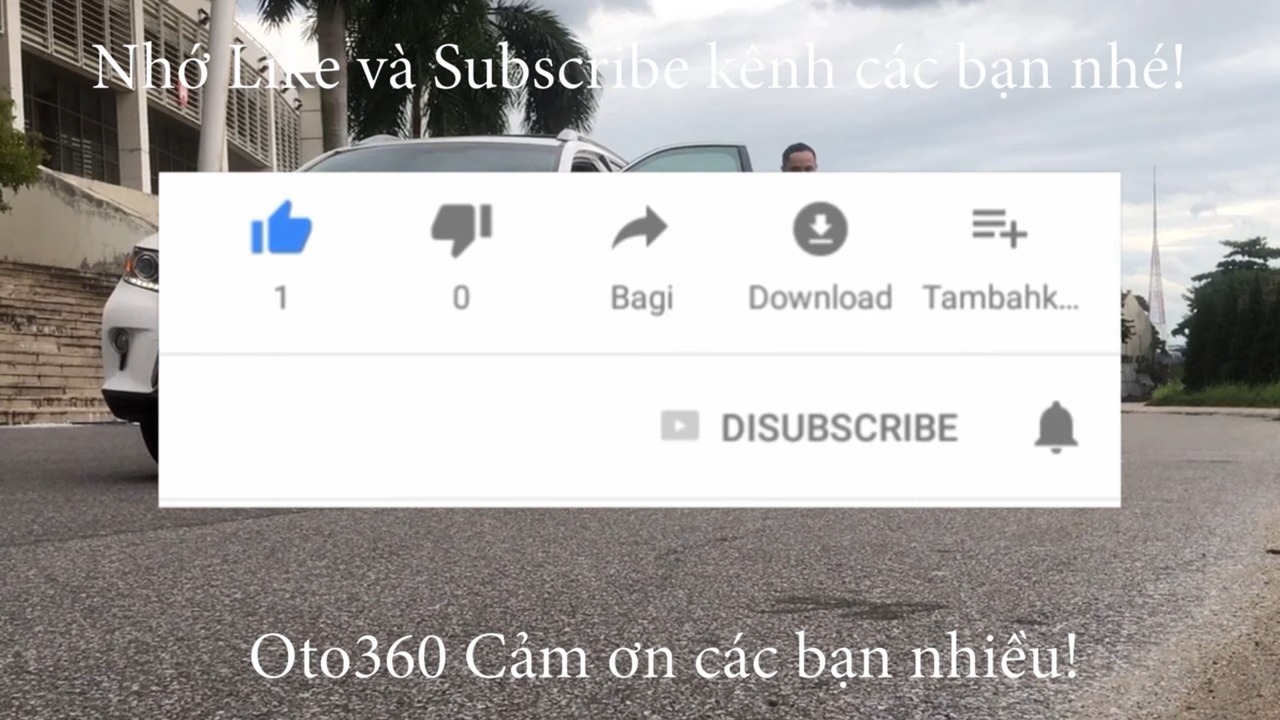 Nhớ Like và Subscribe kênh các bạn nhé!
1 0 Bagi Download Tambahk...
DISUBSCRIBE
Oto360 Cảm ơn các bạn nhiều!